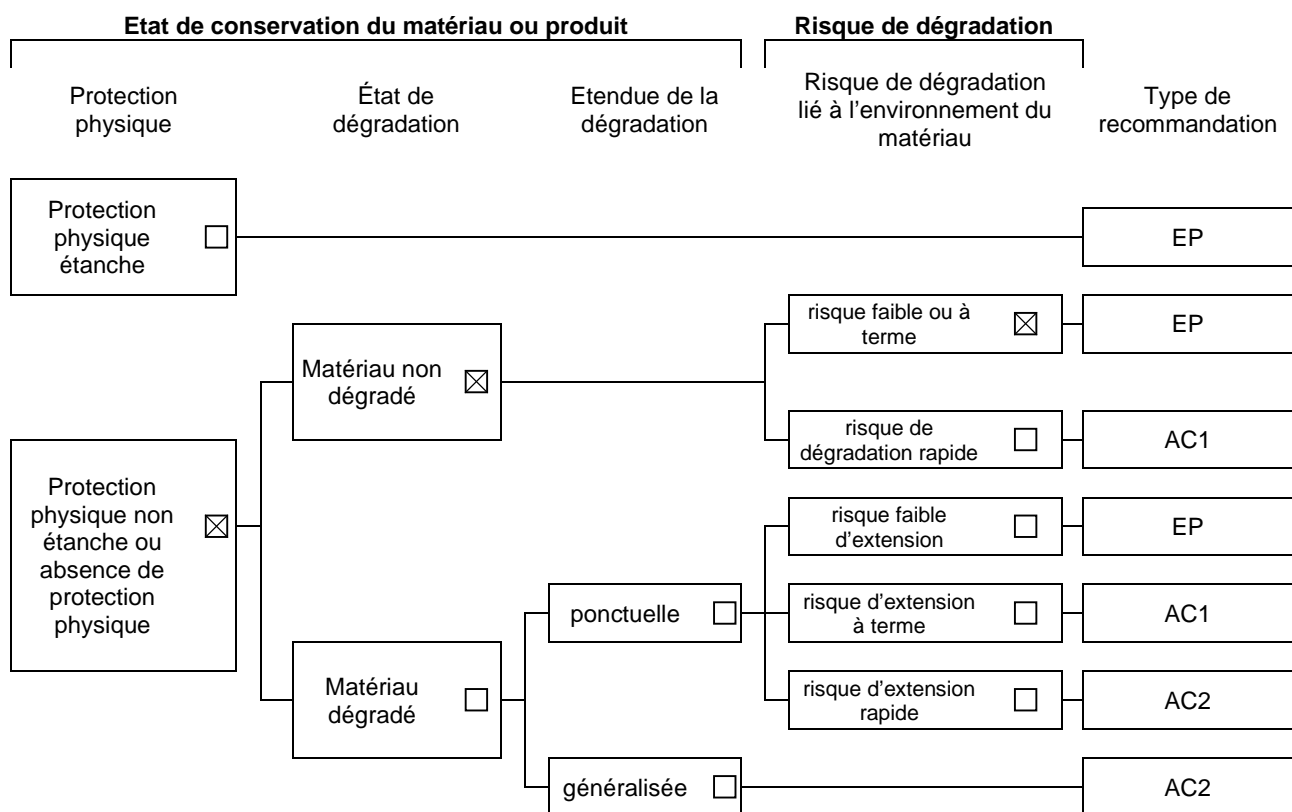 Etat de conservation du matériau ou produit
Risque de dégradation
Protection
physique
État de
dégradation
Etendue de la
dégradation
Risque de dégradation
lié à l'environnement du
matériau
Type de
recommandation
Protection
physique
étanche
EP
risque faible ou à
terme
EP
Matériau non
dégradé
risque de
dégradation rapide
AC1
Protection
physique non
étanche ou
absence de
protection
physique
risque faible
d'extension
EP
ponctuelle
risque d'extension
à terme
AC1
Matériau
dégradé
risque d'extension
rapide
AC2
généralisée
AC2